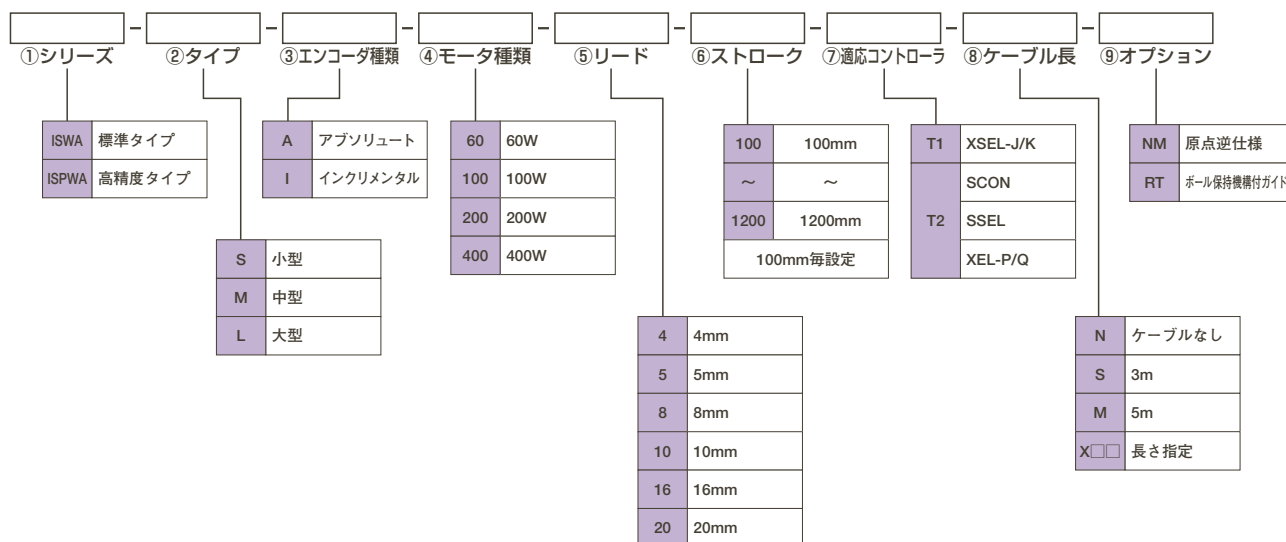 ①シリーズ - ②タイプ - ③エンコーダ種類 - ④モータ種類 - ⑤リード - ⑥ストローク - ⑦適応コントローラ - ⑧ケーブル長 - ⑨オプション
ISWA 標準タイプ
ISPWA 高精度タイプ
S 小型
M 中型
L 大型
A アブソリュート
I インクリメンタル
60 60W
100 100W
200 200W
400 400W
4 4mm
5 5mm
8 8mm
10 10mm
16 16mm
20 20mm
100 100mm
～ ～
1200 1200mm
100mm毎設定
T1 XSEL-J/K
T2 SCON
SSEL
XEL-P/Q
N ケーブルなし
S 3m
M 5m
X□□ 長さ指定
NM 原点逆仕様
RT ボール保持機構付ガイド